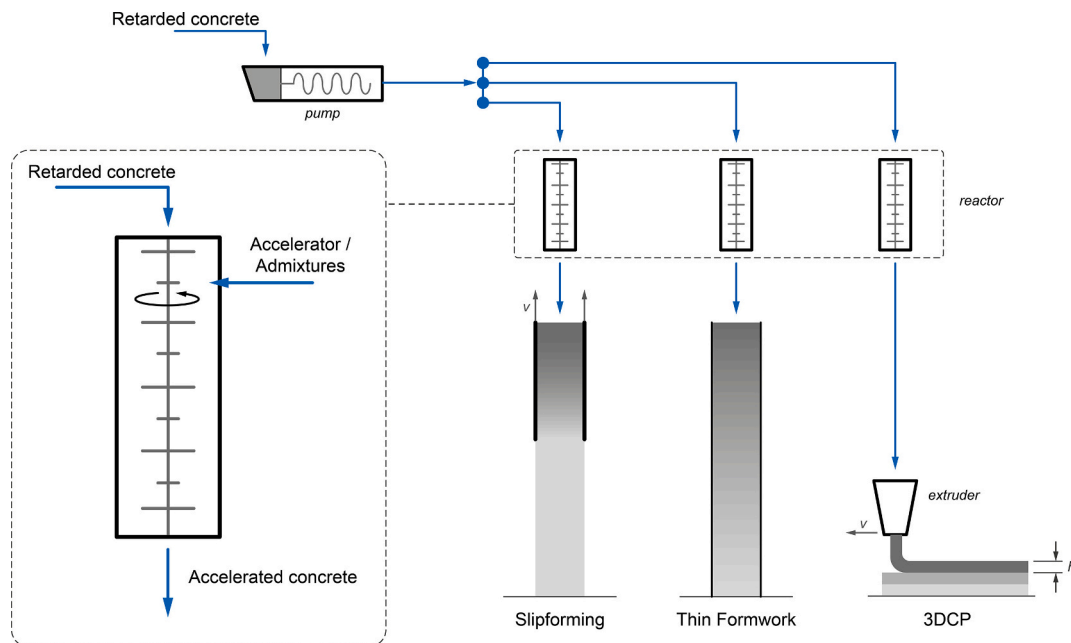 Retarded concrete
pump
Retarded concrete
Accelerator /
Admixtures
Accelerated concrete
reactor
v
extruder
v
Slipforming
Thin Formwork
3DCP